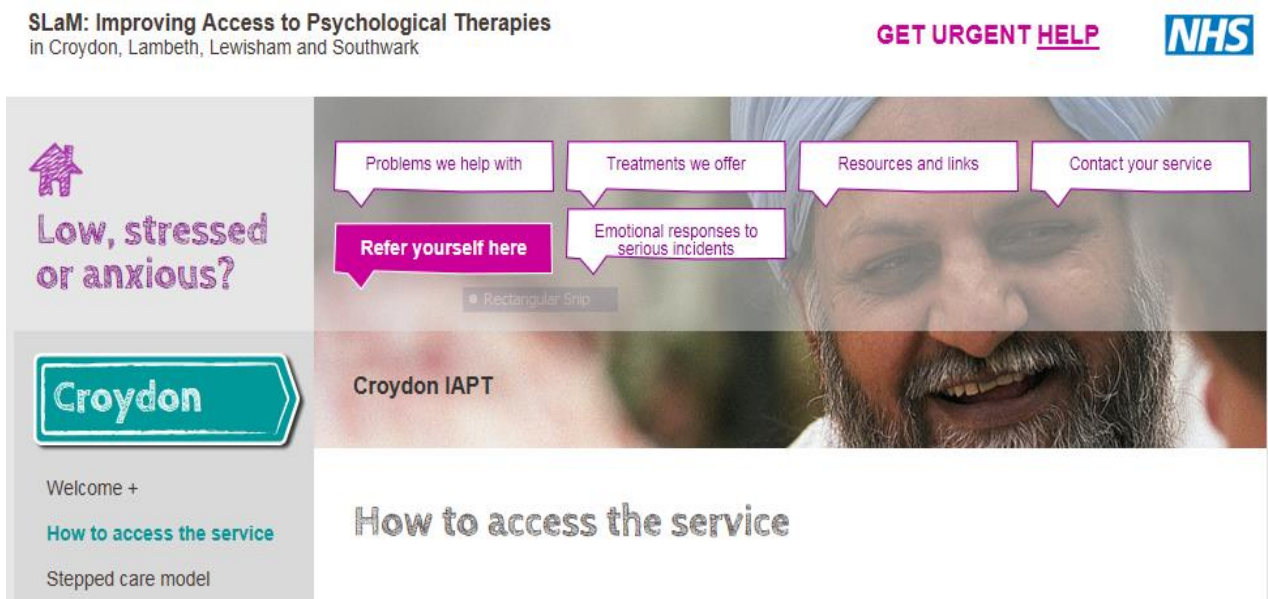 SLaM: Improving Access to Psychological Therapies
in Croydon, Lambeth, Lewisham and Southwark
GET URGENT HELP
NHS
Low, stressed
or anxious?
Problems we help with
Treatments we offer
Resources and links
Contact your service
Refer yourself here
Emotional responses to
serious incidents
Rectangular Snip
Croydon
Croydon IAPT
Welcome +
How to access the service
Stepped care model
How to access the service